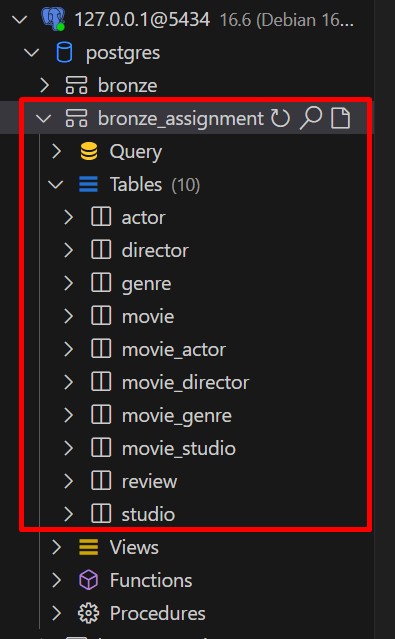 127.0.0.1@5434 16.6 (Debian 16...
postgres
bronze
bronze_assignment
Query
Tables (10)
actor
director
genre
movie
movie_actor
movie_director
movie_genre
movie_studio
review
studio
Views
Functions
Procedures